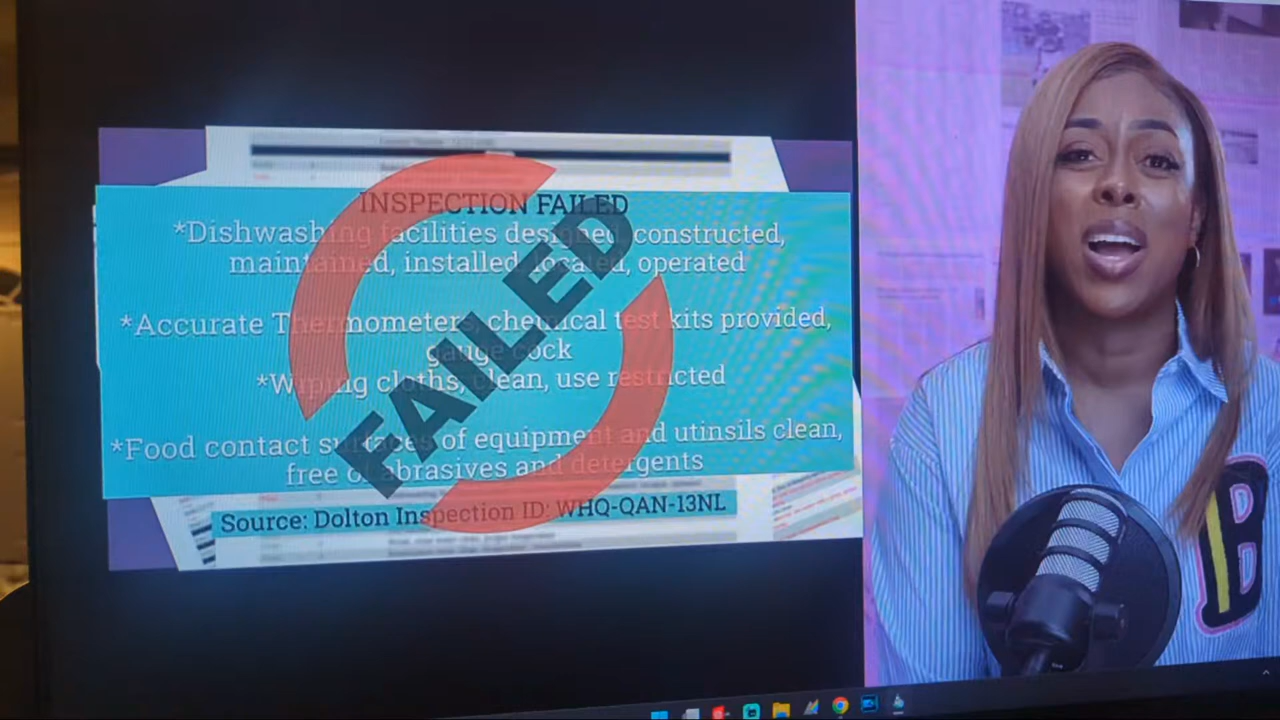 INSPECTION FAILED
*Dishwashing facilities designed, constructed,
maintained, installed, located, operated
*Accurate Thermometers, chemical test kits provided,
gauge cock
*Wiping cloths, clean, use restricted
*Food contact surfaces of equipment and utinsils clean,
free of abrasives and detergents
FAILED
Source: Dolton Inspection ID: WHQ-QAN-13NL
B